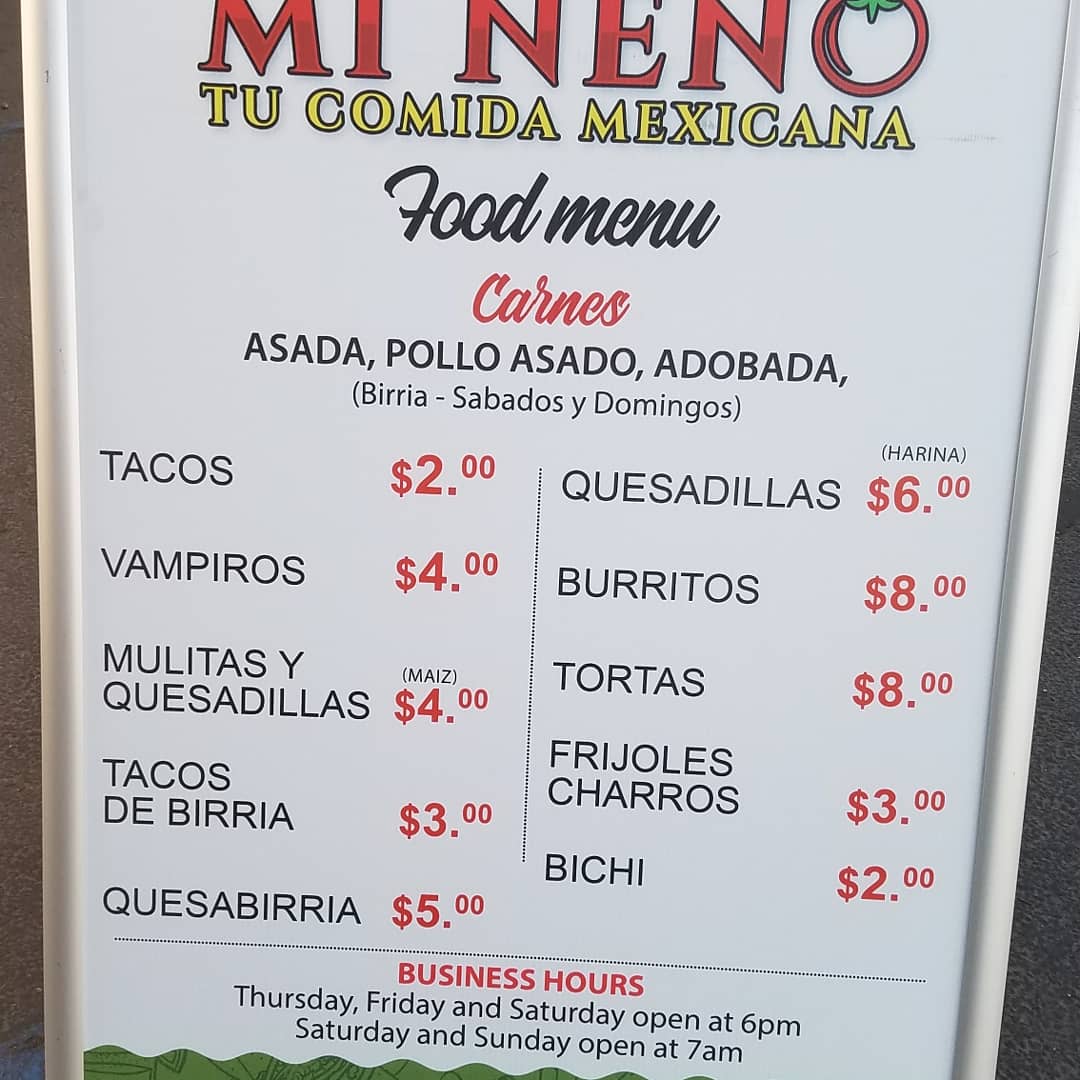 MI NENO
TU COMIDA MEXICANA
Food menu
Carnes
ASADA, POLLO ASADO, ADOBADA,
(Birria - Sabados y Domingos)
TACOS $2.00
VAMPIROS $4.00
MULITAS Y
QUESADILLAS (MAIZ) $4.00
TACOS
DE BIRRIA $3.00
QUESABIRRIA $5.00
(HARINA)
QUESADILLAS $6.00
BURRITOS $8.00
TORTAS $8.00
FRIJOLES
CHARROS $3.00
BICHI $2.00
BUSINESS HOURS
Thursday, Friday and Saturday open at 6pm
Saturday and Sunday open at 7am